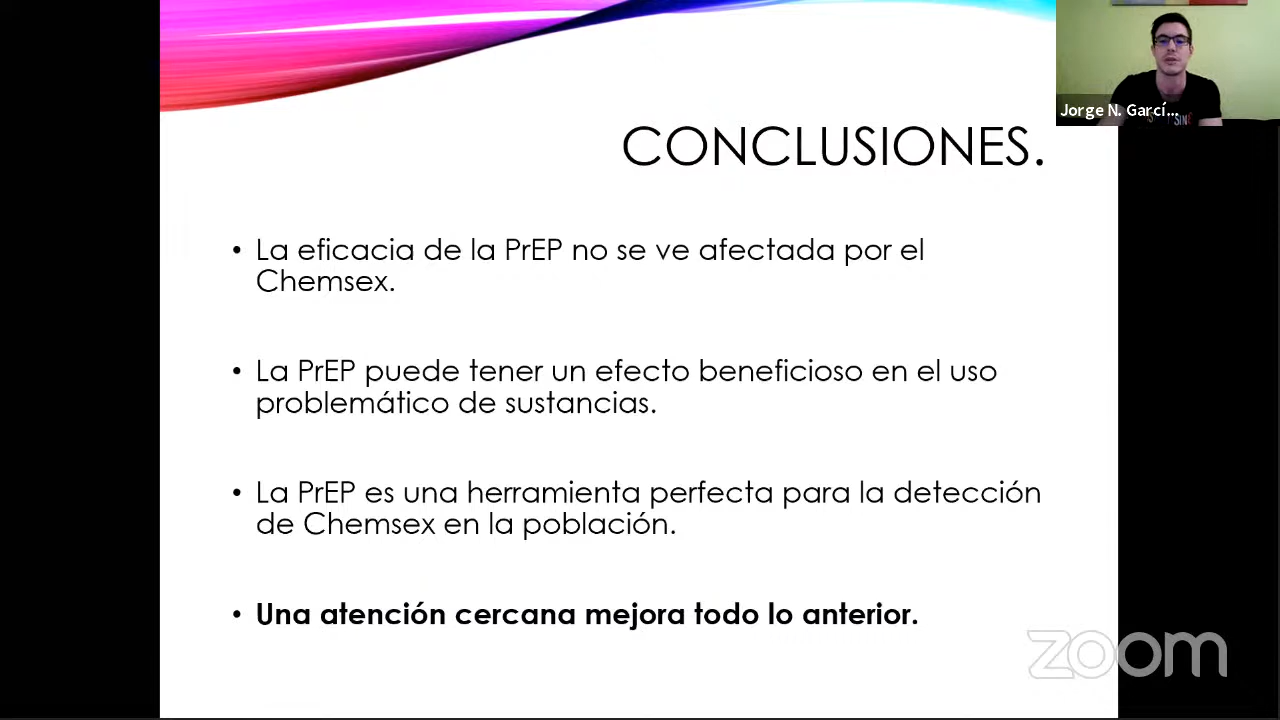 Jorge N. Garcí...
CONCLUSIONES.
• La eficacia de la PrEP no se ve afectada por el
Chemsex.
• La PrEP puede tener un efecto beneficioso en el uso
problemático de sustancias.
• La PrEP es una herramienta perfecta para la detección
de Chemsex en la población.
• Una atención cercana mejora todo lo anterior.
zoom